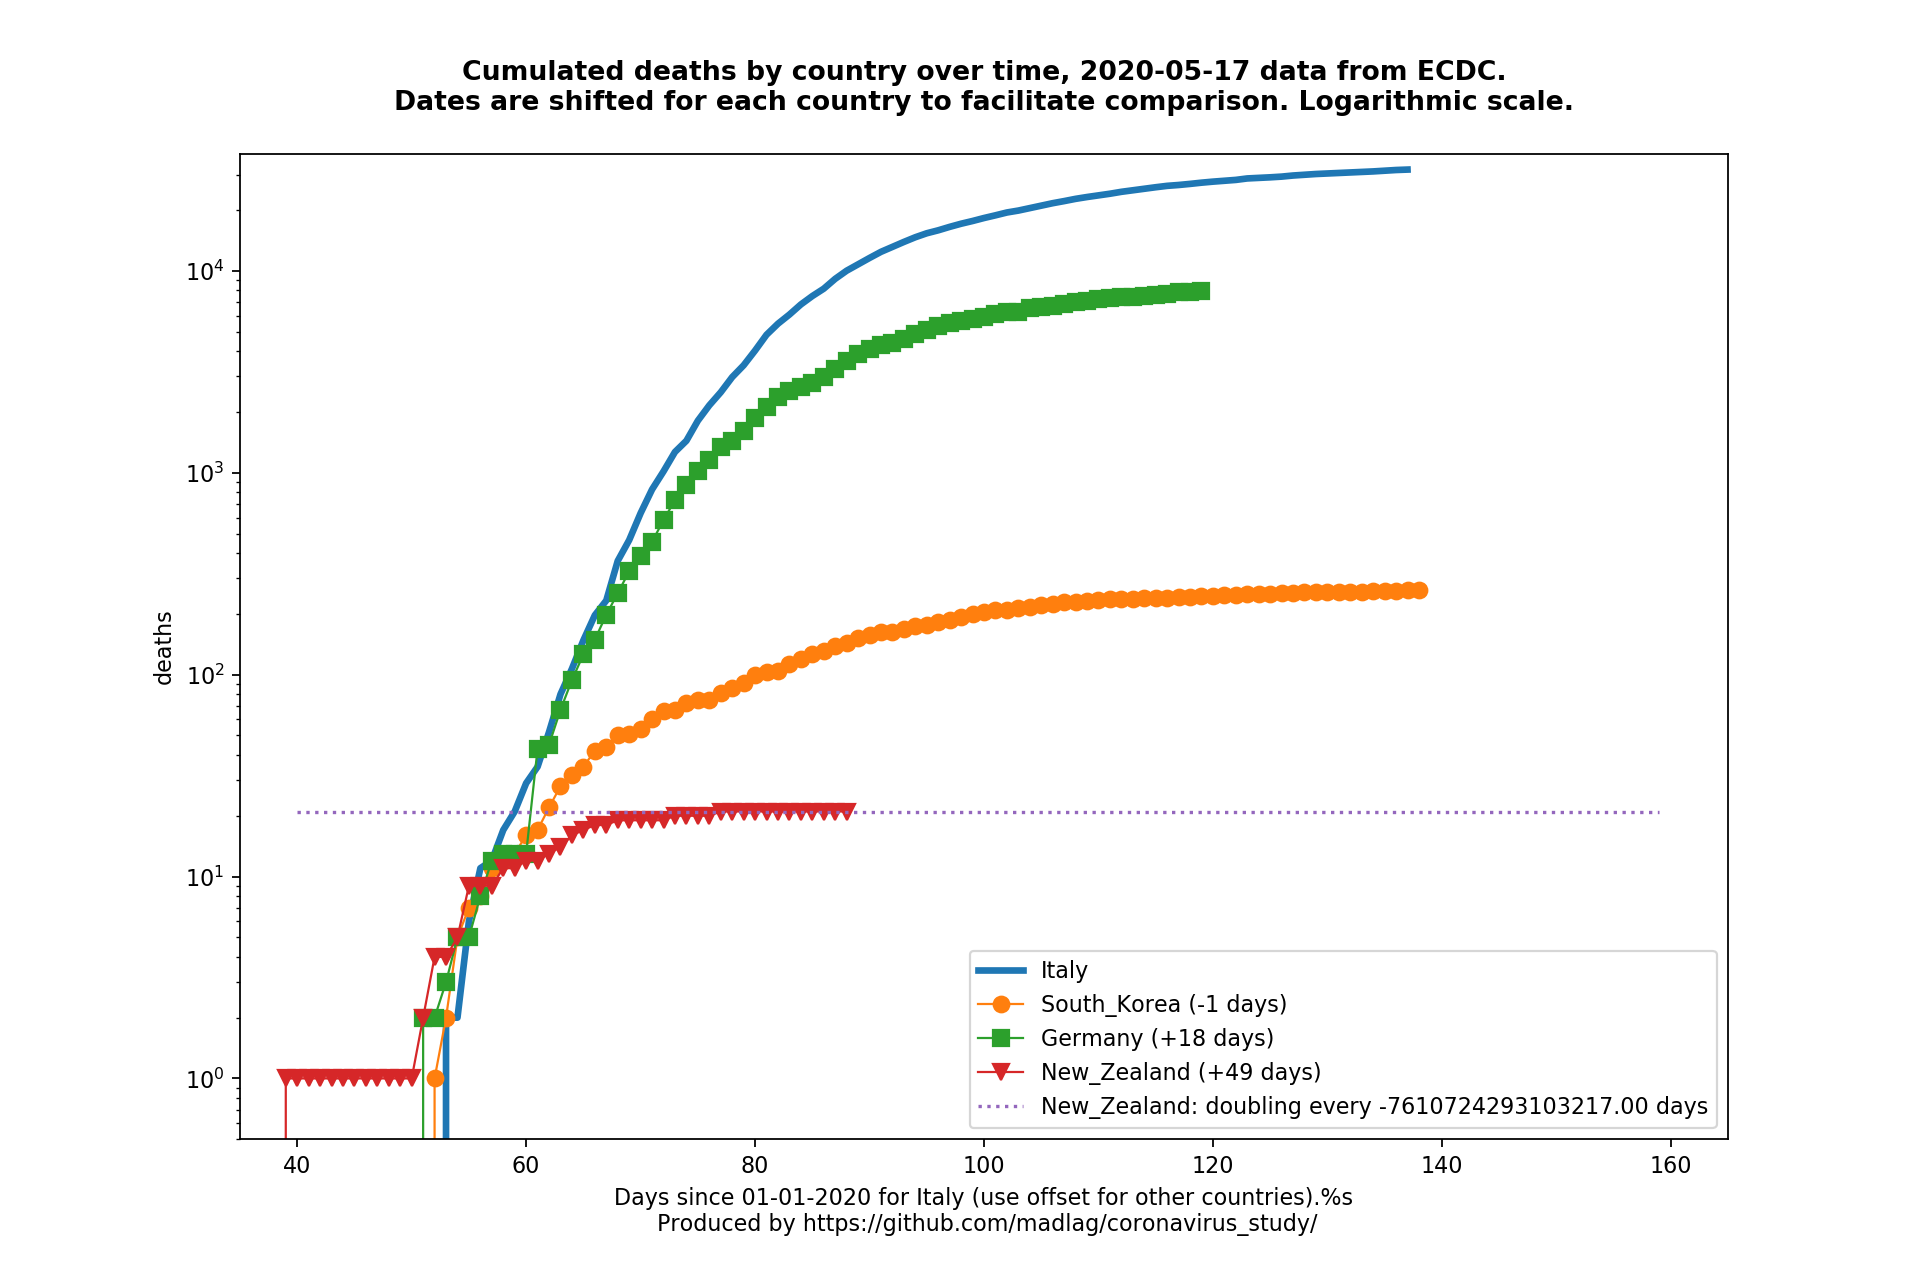 Cumulated deaths by country over time, 2020-05-17 data from ECDC.
Dates are shifted for each country to facilitate comparison. Logarithmic scale.
10⁴
10³
10²
10¹
10⁰
deaths
Italy
South_Korea (-1 days)
Germany (+18 days)
New_Zealand (+49 days)
New_Zealand: doubling every -7610724293103217.00 days
40 60 80 100 120 140 160
Days since 01-01-2020 for Italy (use offset for other countries).%s
Produced by https://github.com/madlag/coronavirus_study/